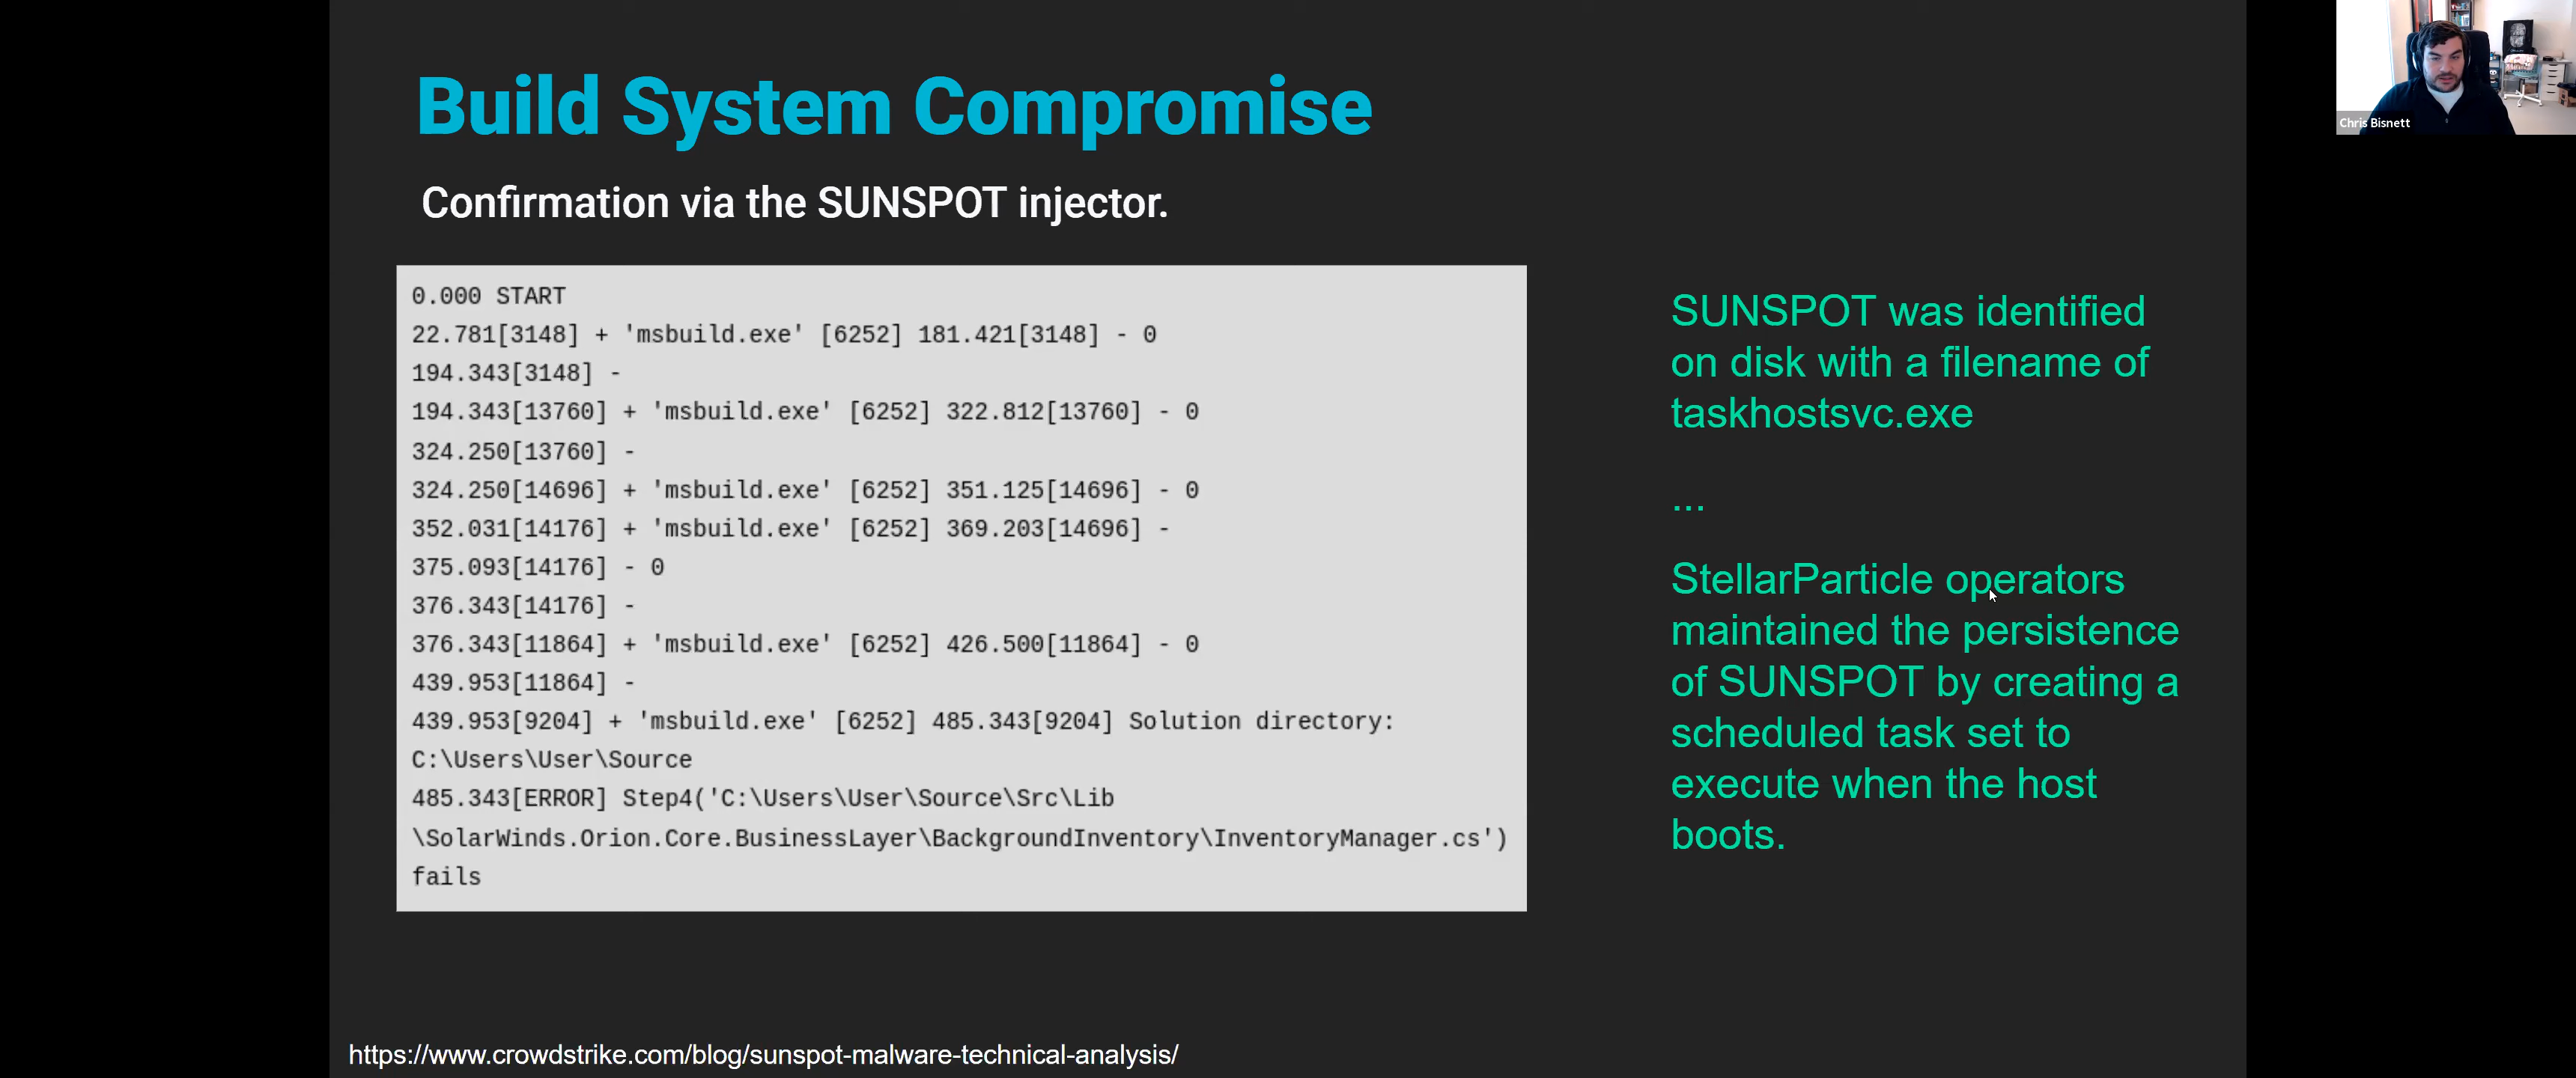 Build System Compromise
Chris Bisnett
Confirmation via the SUNSPOT injector.
0.000 START
22.781[3148] + 'msbuild.exe' [6252] 181.421[3148] - 0
194.343[3148] -
194.343[13760] + 'msbuild.exe' [6252] 322.812[13760] - 0
324.250[13760] -
324.250[14696] + 'msbuild.exe' [6252] 351.125[14696] - 0
352.031[14176] + 'msbuild.exe' [6252] 369.203[14696] -
375.093[14176] - 0
376.343[14176] -
376.343[11864] + 'msbuild.exe' [6252] 426.500[11864] - 0
439.953[11864] -
439.953[9204] + 'msbuild.exe' [6252] 485.343[9204] Solution directory:
C:\Users\User\Source
485.343[ERROR] Step4('C:\Users\User\Source\Src\Lib
\SolarWinds.Orion.Core.BusinessLayer\BackgroundInventory\InventoryManager.cs')
fails
SUNSPOT was identified
on disk with a filename of
taskhostsvc.exe
...
StellarParticle operators
maintained the persistence
of SUNSPOT by creating a
scheduled task set to
execute when the host
boots.
https://www.crowdstrike.com/blog/sunspot-malware-technical-analysis/